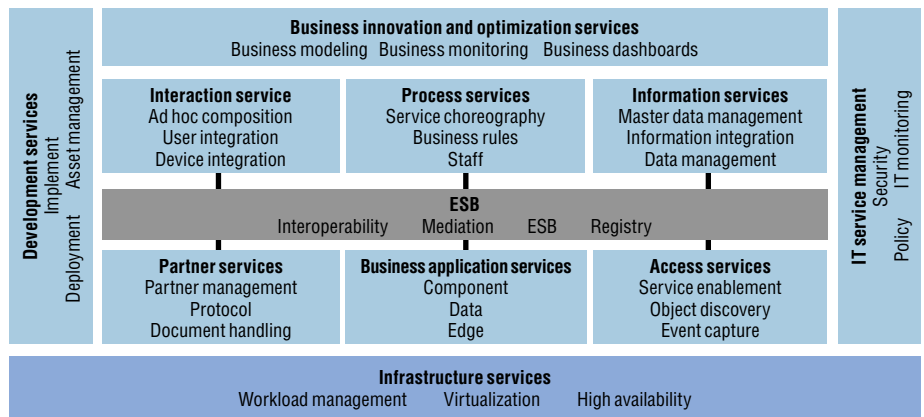 Development services
Implement
Asset management
Deployment
Business innovation and optimization services
Business modeling Business monitoring Business dashboards
Interaction service
Ad hoc composition
User integration
Device integration
Process services
Service choreography
Business rules
Staff
Information services
Master data management
Information integration
Data management
ESB
Interoperability Mediation ESB Registry
Partner services
Partner management
Protocol
Document handling
Business application services
Component
Data
Edge
Access services
Service enablement
Object discovery
Event capture
IT service management
Security
IT monitoring
Policy
Infrastructure services
Workload management Virtualization High availability